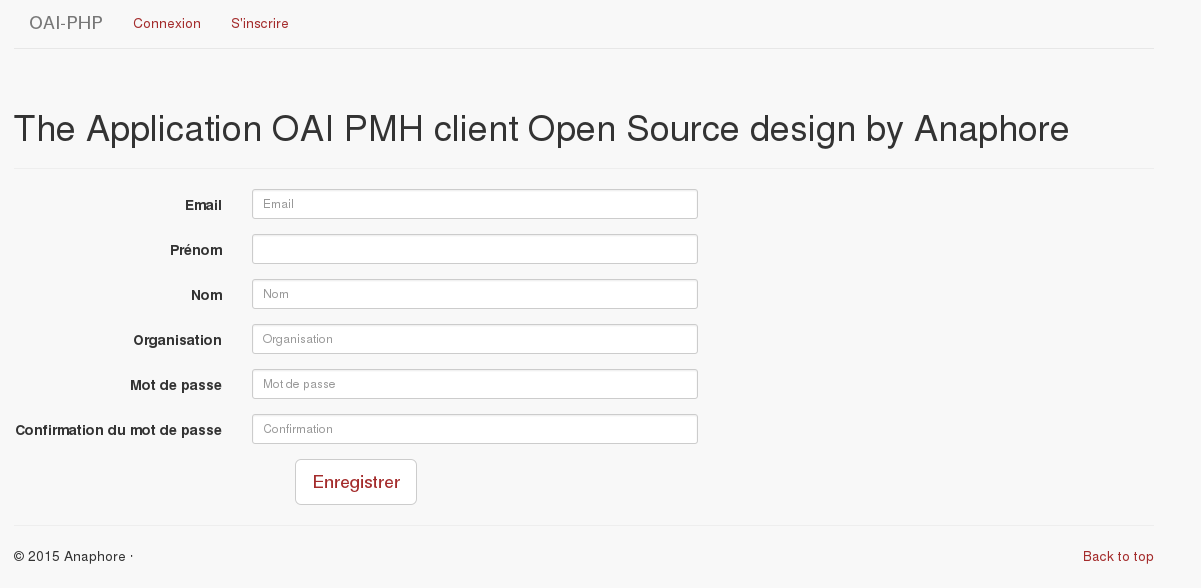 OAI-PHP Connexion S'inscrire
The Application OAI PMH client Open Source design by Anaphore
Email Email
Prénom
Nom Nom
Organisation Organisation
Mot de passe Mot de passe
Confirmation du mot de passe Confirmation
Enregistrer
© 2015 Anaphore · Back to top